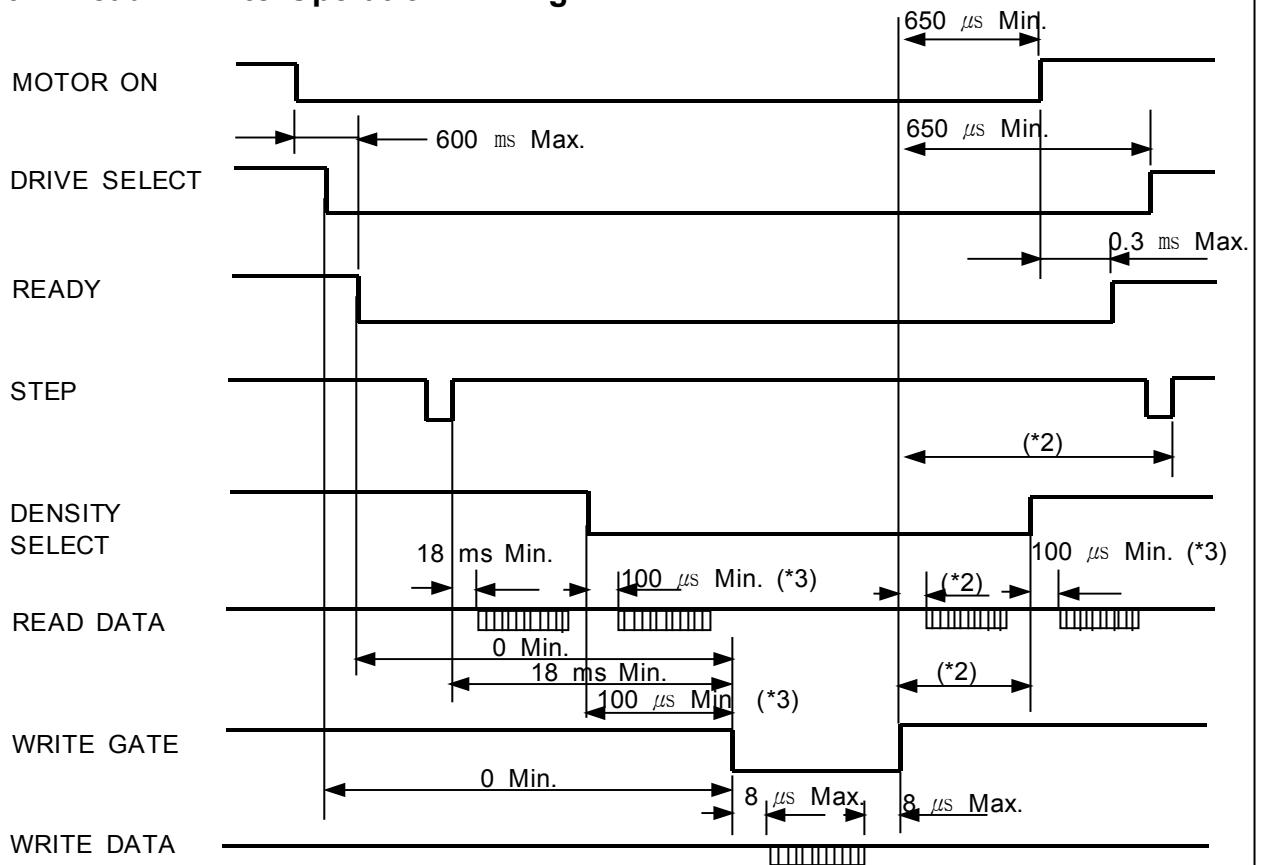 650 μs Min.
MOTOR ON
600 ms Max.
650 μs Min.
DRIVE SELECT
0.3 ms Max.
READY
STEP
(*2)
DENSITY
SELECT
18 ms Min.
100 μs Min. (*3)
(*2)
100 μs Min. (*3)
READ DATA
0 Min.
18 ms Min.
(*2)
100 μs Min (*3)
WRITE GATE
0 Min.
8 μs Max.
8 μs Max.
WRITE DATA